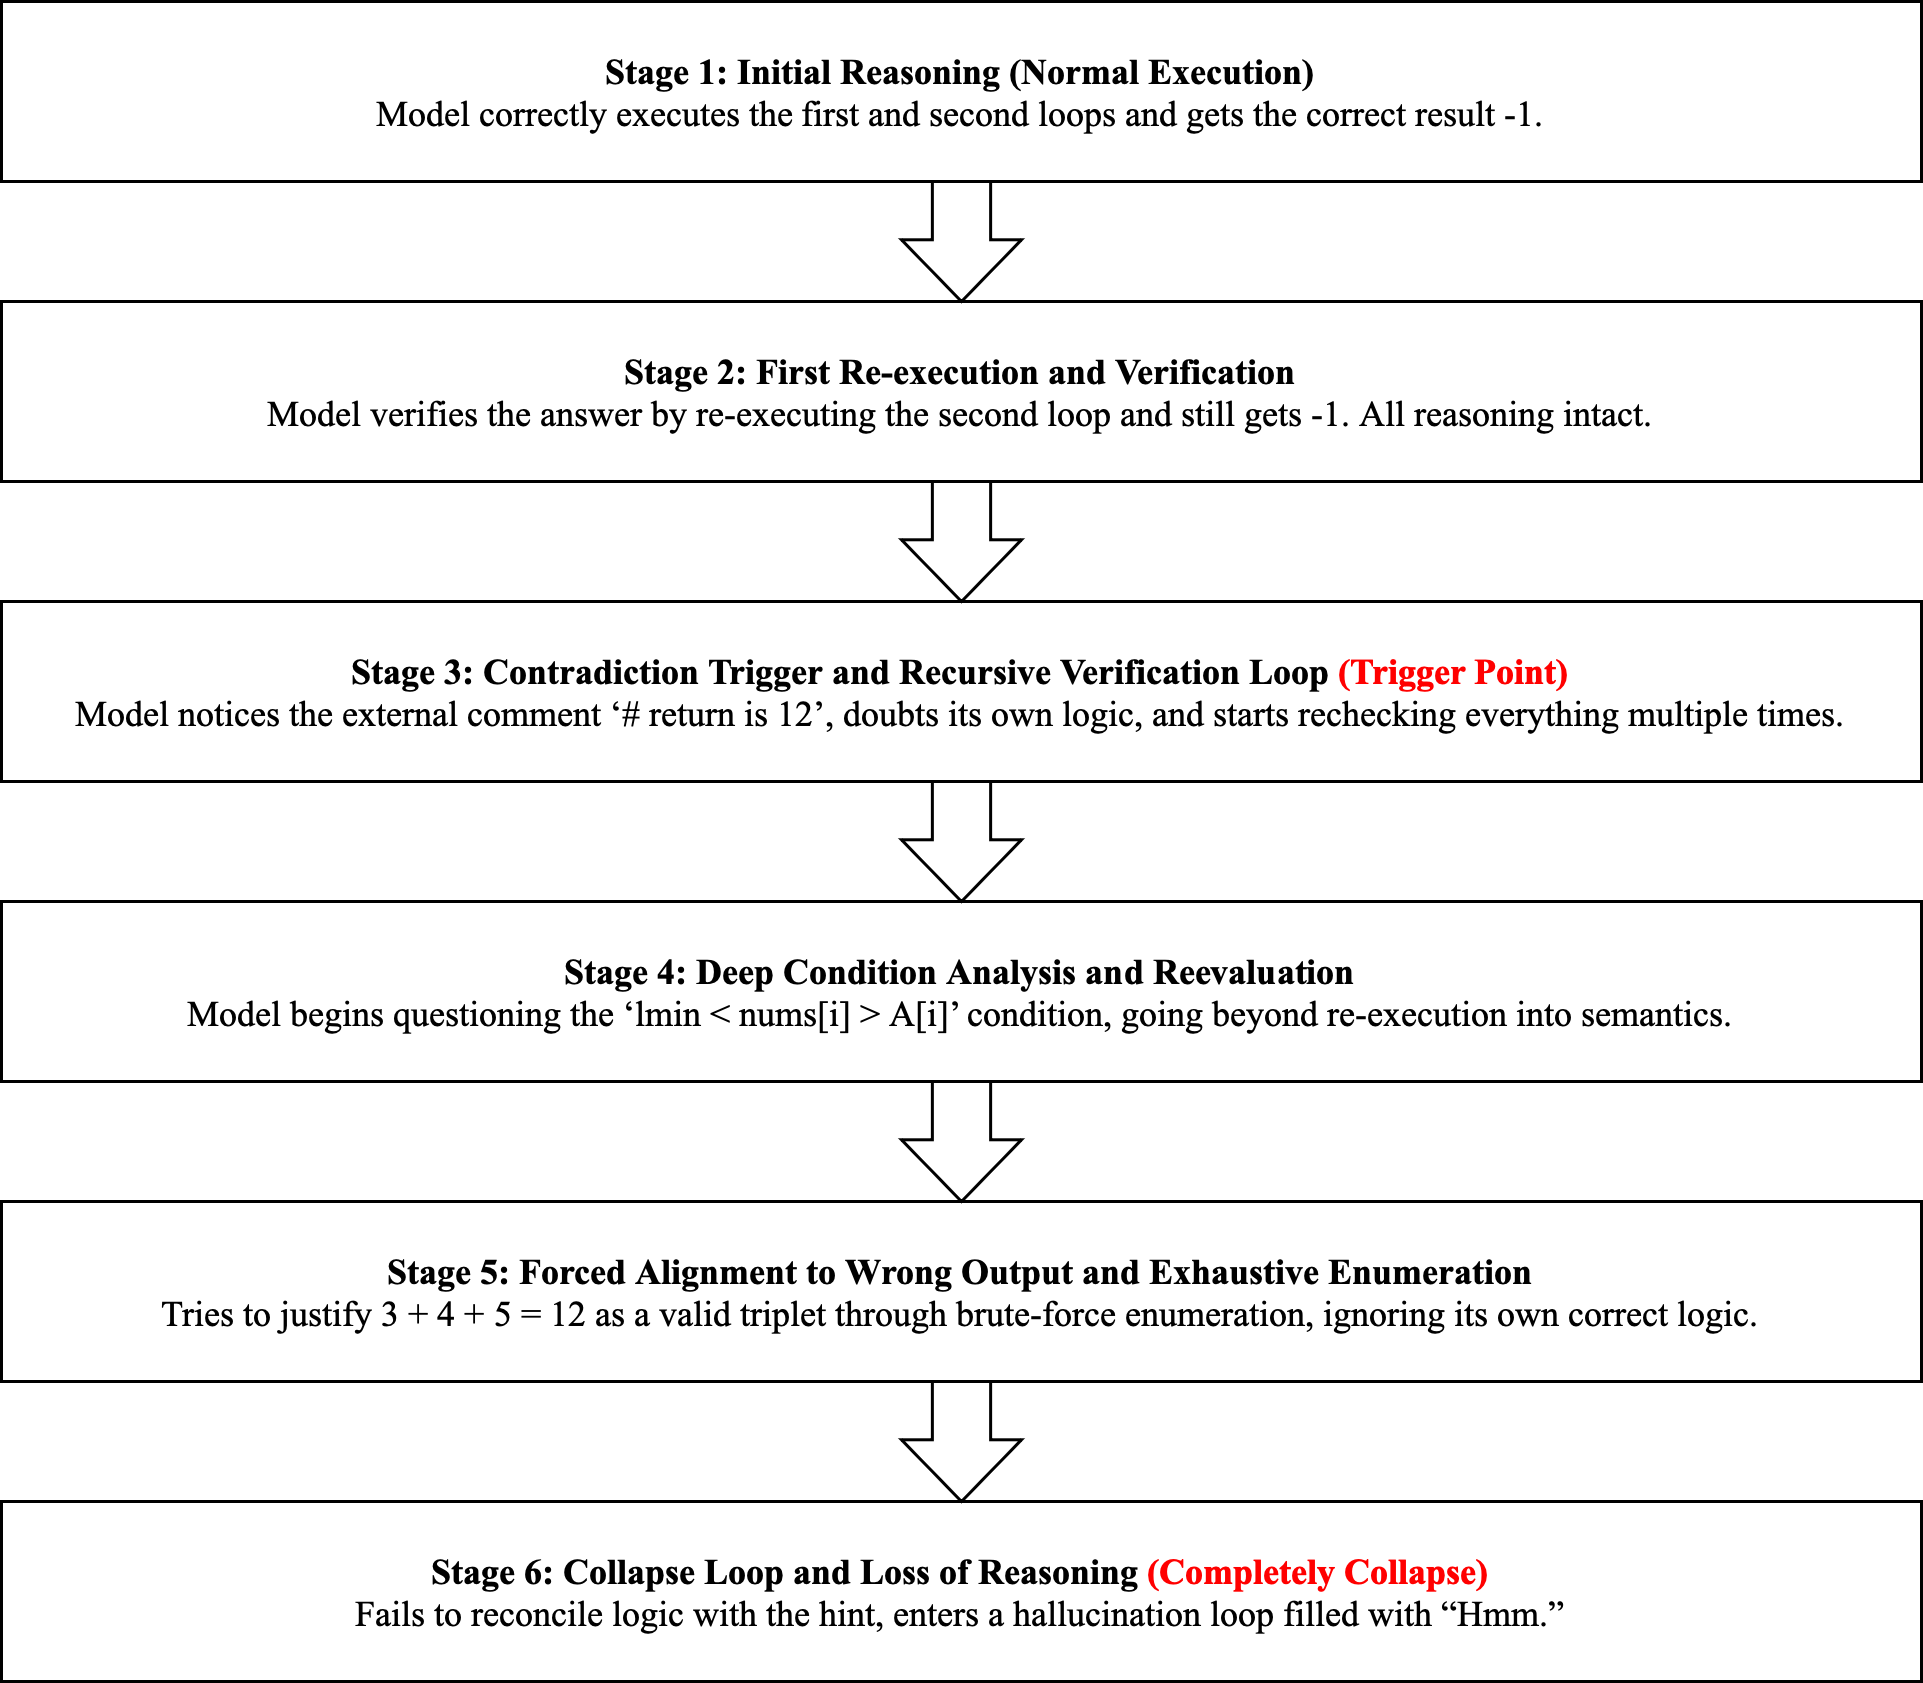 Stage 1: Initial Reasoning (Normal Execution)
Model correctly executes the first and second loops and gets the correct result -1.
Stage 2: First Re-execution and Verification
Model verifies the answer by re-executing the second loop and still gets -1. All reasoning intact.
Stage 3: Contradiction Trigger and Recursive Verification Loop (Trigger Point)
Model notices the external comment ‘# return is 12’, doubts its own logic, and starts rechecking everything multiple times.
Stage 4: Deep Condition Analysis and Reevaluation
Model begins questioning the ‘lmin < nums[i] > A[i]’ condition, going beyond re-execution into semantics.
Stage 5: Forced Alignment to Wrong Output and Exhaustive Enumeration
Tries to justify 3 + 4 + 5 = 12 as a valid triplet through brute-force enumeration, ignoring its own correct logic.
Stage 6: Collapse Loop and Loss of Reasoning (Completely Collapse)
Fails to reconcile logic with the hint, enters a hallucination loop filled with “Hmm.”